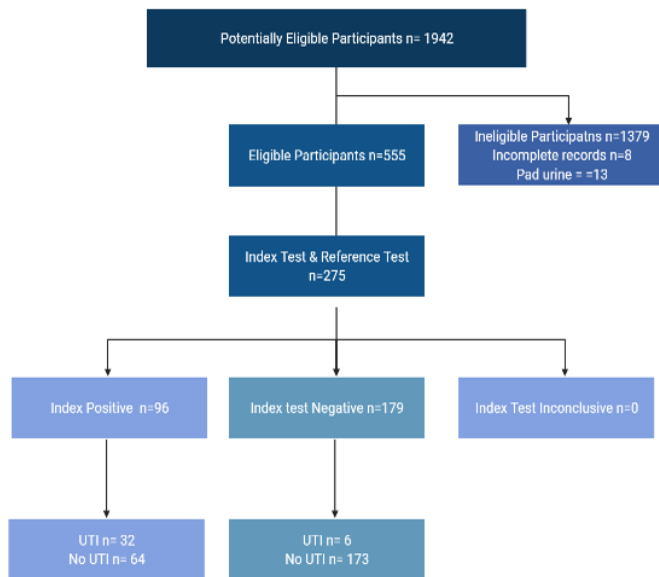 Potentially Eligible Participants n= 1942
Eligible Participants n=555
Ineligible Participatns n=1379
Incomplete records n=8
Pad urine = =13
Index Test & Reference Test
n=275
Index Positive n=96
Index test Negative n=179
Index Test Inconclusive n=0
UTI n= 32
No UTI n= 64
UTI n= 6
No UTI n= 173